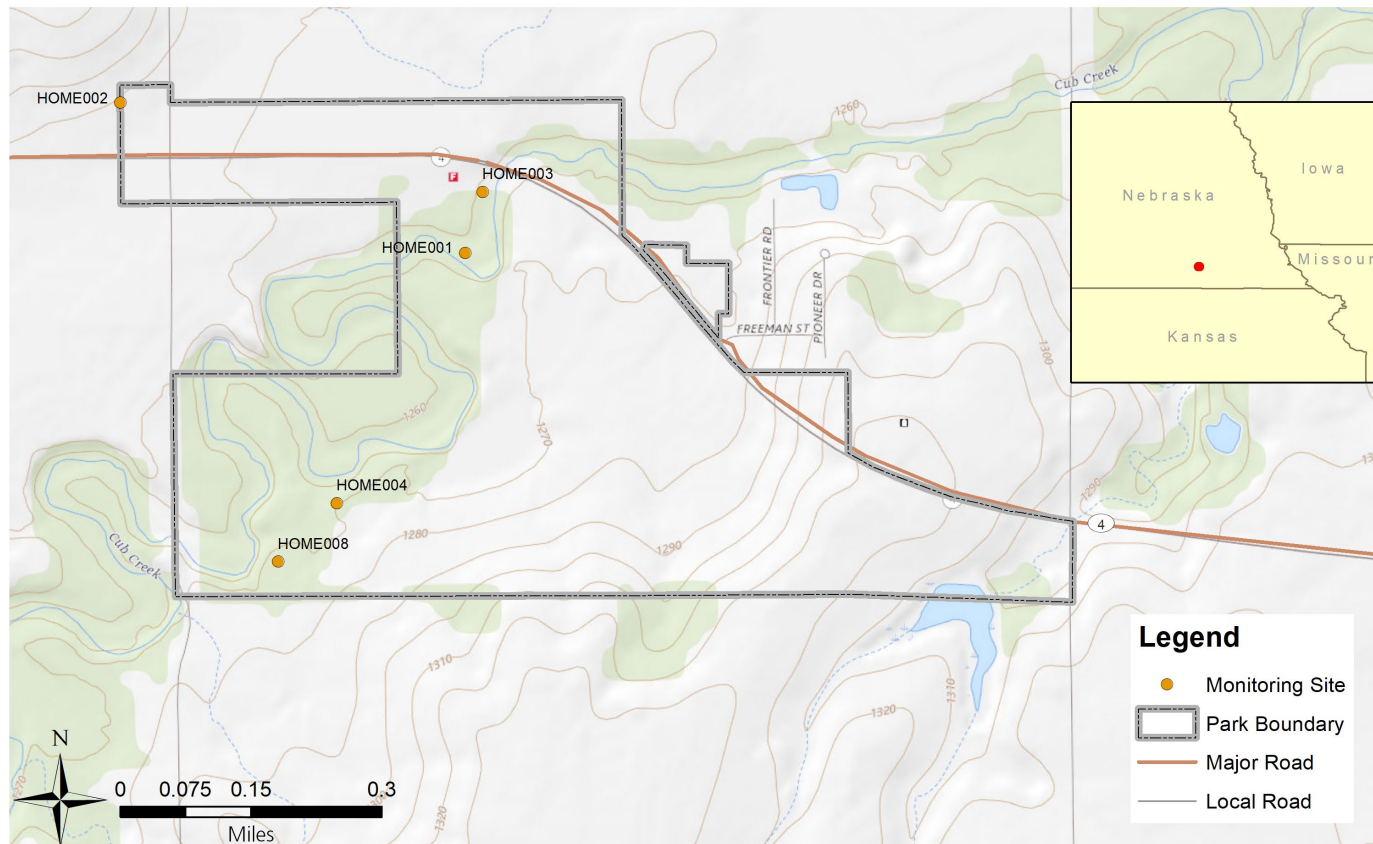 Cub Creek
1260
HOME002
4
F
HOME003
HOME001
Nebraska
Iowa
Missour
Kansas
FRONTIER RD
PIONEER DR
FREEMAN ST
1300
1260
1270
HOME004
1280
HOME008
1290
1290
4
Cub Creek
1310
1310
1320
1320
1270
Legend
Monitoring Site
Park Boundary
Major Road
Local Road
N
0 0.075 0.15 0.3
Miles